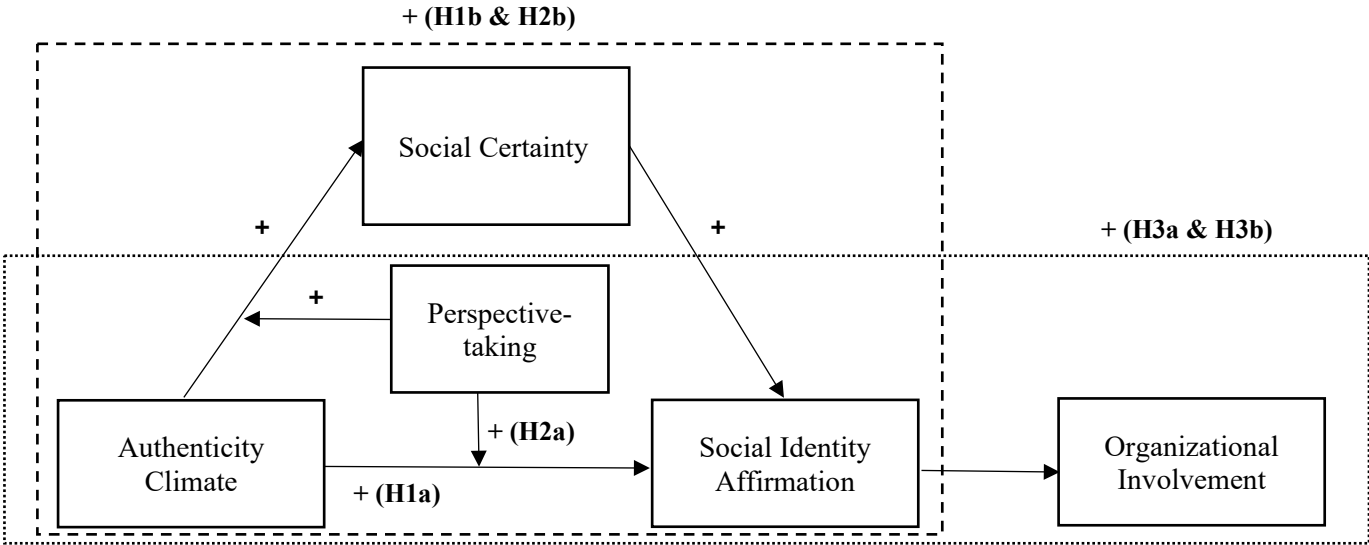 + (H1b & H2b)
Social Certainty
+
+
+ (H3a & H3b)
+
Perspective-
taking
+ (H2a)
Authenticity
Climate
+ (H1a)
Social Identity
Affirmation
Organizational
Involvement